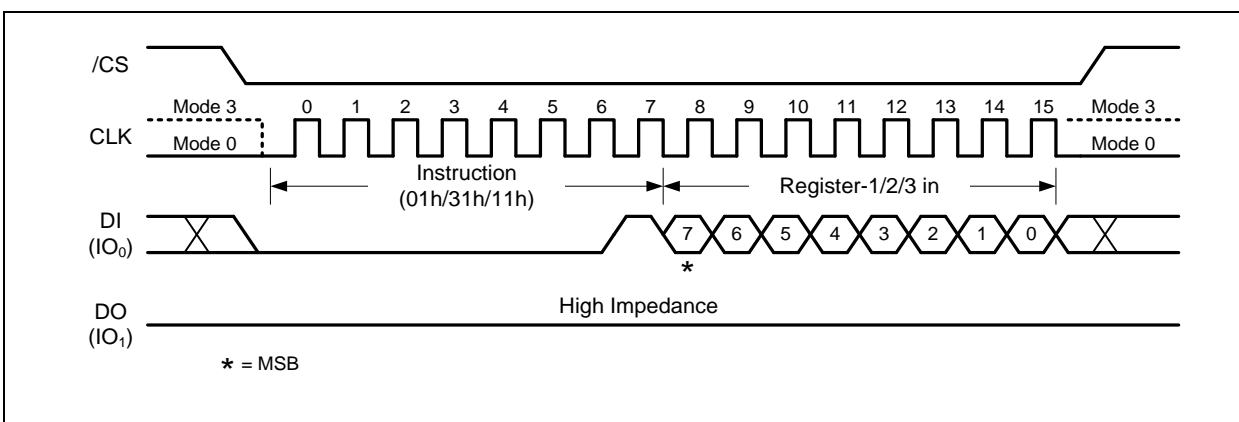 /CS
Mode 3 0 1 2 3 4 5 6 7 8 9 10 11 12 13 14 15 Mode 3
CLK
Mode 0 Mode 0
Instruction
(01h/31h/11h)
Register-1/2/3 in
DI
(IO₀)
7 6 5 4 3 2 1 0
*
High Impedance
DO
(IO₁)
* = MSB